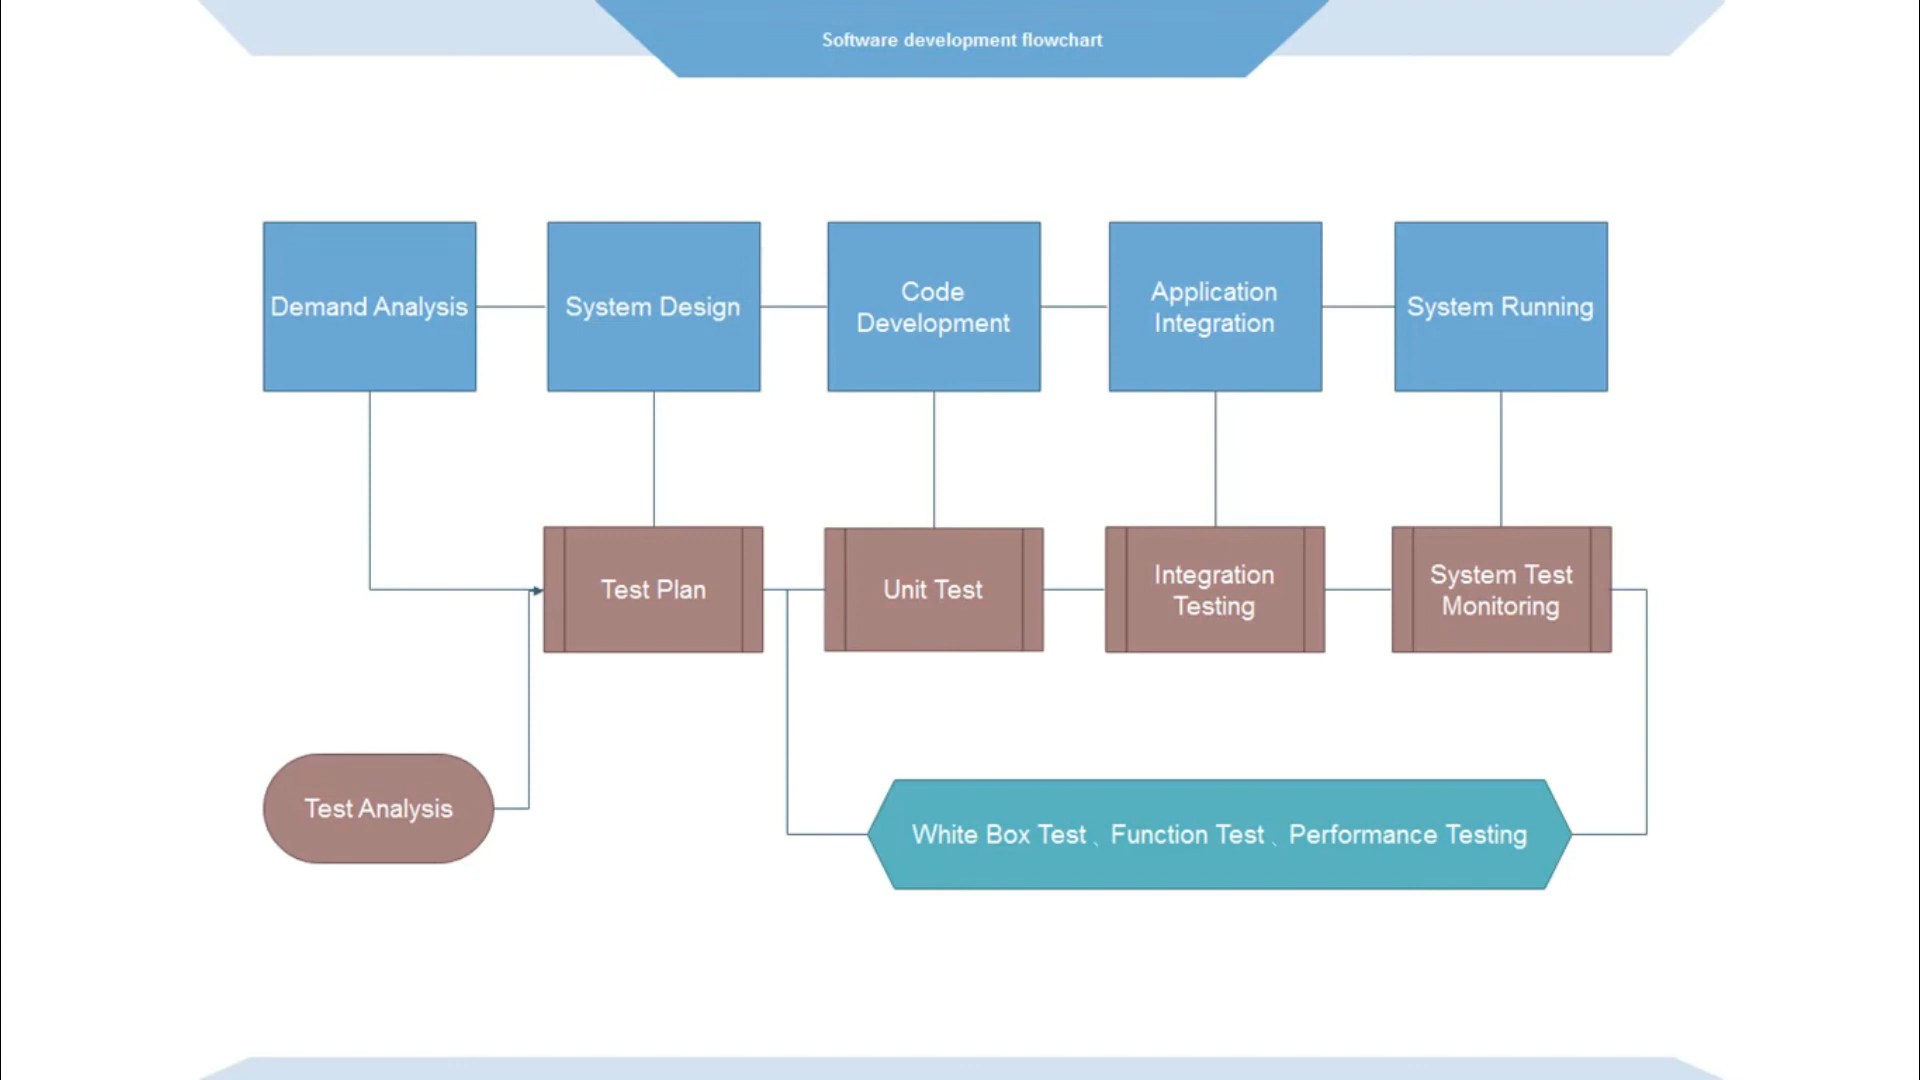 Software development flowchart
Demand Analysis
System Design
Code
Development
Application
Integration
System Running
Test Plan
Unit Test
Integration
Testing
System Test
Monitoring
Test Analysis
White Box Test、Function Test、Performance Testing